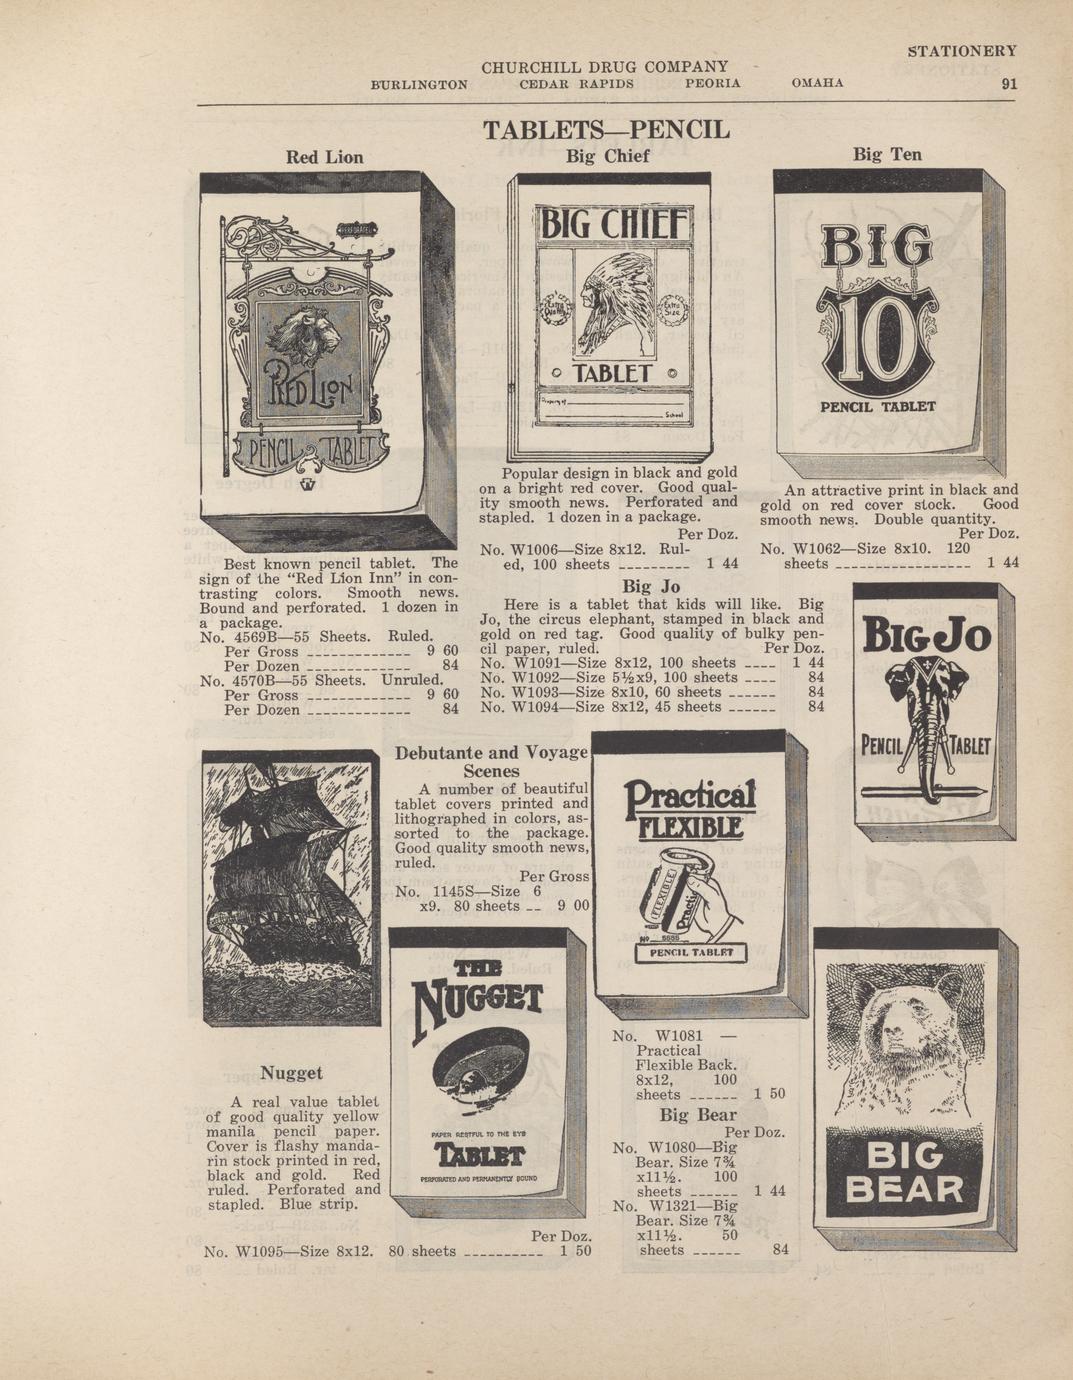 STATIONERY
CHURCHILL DRUG COMPANY
BURLINGTON CEDAR RAPIDS PEORIA OMAHA 91
TABLETS—PENCIL
Red Lion
PERFORATED
RED LION
PENCIL TABLET
Best known pencil tablet. The
sign of the “Red Lion Inn” in con-
trasting colors. Smooth news.
Bound and perforated. 1 dozen in
a package.
No. 4569B—55 Sheets. Ruled.
Per Gross ------------- 9 60
Per Dozen ------------- 84
No. 4570B—55 Sheets. Unruled.
Per Gross ------------- 9 60
Per Dozen ------------- 84
Big Chief
BIG CHIEF
Extra Quality
Extra Size
TABLET
Property of
School
Popular design in black and gold
on a bright red cover. Good qual-
ity smooth news. Perforated and
stapled. 1 dozen in a package.
Per Doz.
No. W1006—Size 8x12. Rul-
ed, 100 sheets --------- 1 44
Big Ten
BIG
10
PENCIL TABLET
An attractive print in black and
gold on red cover stock. Good
smooth news. Double quantity.
Per Doz.
No. W1062—Size 8x10. 120
sheets ----------------- 1 44
Big Jo
Here is a tablet that kids will like. Big
Jo, the circus elephant, stamped in black and
gold on red tag. Good quality of bulky pen-
cil paper, ruled. Per Doz.
No. W1091—Size 8x12, 100 sheets ---- 1 44
No. W1092—Size 5½x9, 100 sheets ---- 84
No. W1093—Size 8x10, 60 sheets ------ 84
No. W1094—Size 8x12, 45 sheets ------ 84
BIG JO
PENCIL TABLET
Debutante and Voyage
Scenes
A number of beautiful
tablet covers printed and
lithographed in colors, as-
sorted to the package.
Good quality smooth news,
ruled.
Per Gross
No. 1145S—Size 6
x9. 80 sheets -- 9 00
Practical
FLEXIBLE
FLEXIBLE
Practical
No 5555
PENCIL TABLET
No. W1081 —
Practical
Flexible Back.
8x12, 100
sheets ------ 1 50
Big Bear
Per Doz.
No. W1080—Big
Bear. Size 7¾
x11½. 100
sheets ------ 1 44
No. W1321—Big
Bear. Size 7¾
x11½. 50
sheets ------ 84
BIG
BEAR
THE
NUGGET
PAPER RESTFUL TO THE EYE
TABLET
PERFORATED AND PERMANENTLY BOUND
Nugget
A real value tablet
of good quality yellow
manila pencil paper.
Cover is flashy manda-
rin stock printed in red,
black and gold. Red
ruled. Perforated and
stapled. Blue strip.
Per Doz.
No. W1095—Size 8x12. 80 sheets ---------- 1 50